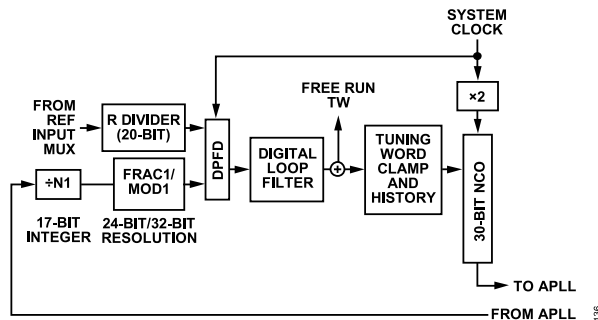 SYSTEM
CLOCK
FREE RUN
TW
×2
FROM
REF
INPUT
MUX
R DIVIDER
(20-BIT)
DPFD
DIGITAL
LOOP
FILTER
TUNING
WORD
CLAMP
AND
HISTORY
30-BIT NCO
÷N1
FRAC1/
MOD1
17-BIT
INTEGER
24-BIT/32-BIT
RESOLUTION
TO APLL
FROM APLL
136